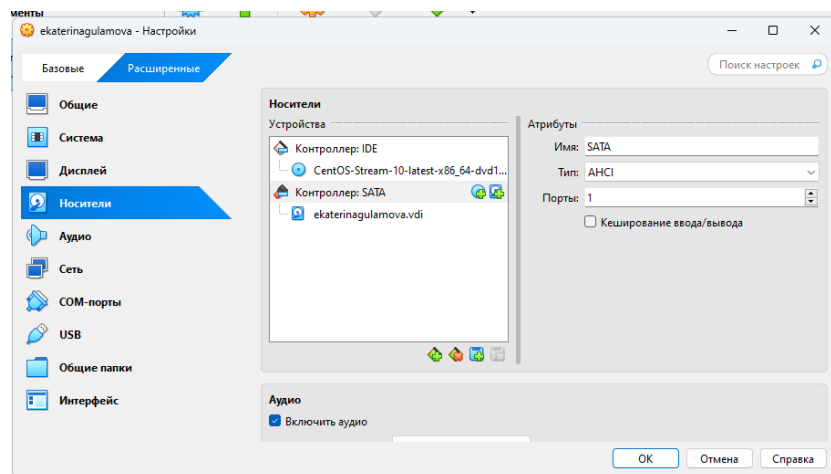 менты
ekaterinagulamova - Настройки
Базовые
Расширенные
Поиск настроек
Общие
Система
Дисплей
Носители
Аудио
Сеть
COM-порты
USB
Общие папки
Интерфейс
Носители
Устройства
Контроллер: IDE
CentOS-Stream-10-latest-x86_64-dvd1...
Контроллер: SATA
ekaterinagulamova.vdi
Атрибуты
Имя: SATA
Тип: AHCI
Порты: 1
Кеширование ввода/вывода
Аудио
Включить аудио
ОК
Отмена
Справка